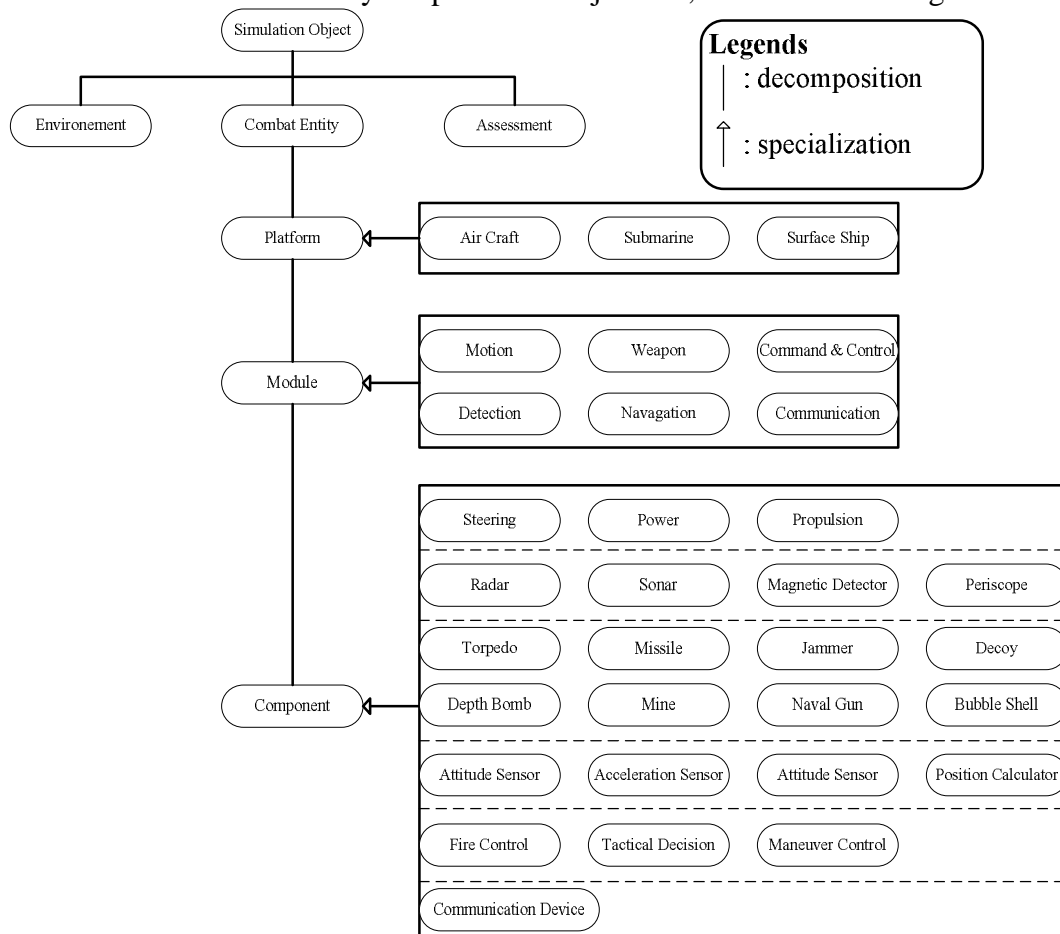 Simulation Object
Legends
: decomposition
: specialization
Environement
Combat Entity
Assessment
Platform
Air Craft
Submarine
Surface Ship
Motion
Weapon
Command & Control
Module
Detection
Navagation
Communication
Steering
Power
Propulsion
Radar
Sonar
Magnetic Detector
Periscope
Torpedo
Missile
Jammer
Decoy
Component
Depth Bomb
Mine
Naval Gun
Bubble Shell
Attitude Sensor
Acceleration Sensor
Attitude Sensor
Position Calculator
Fire Control
Tactical Decision
Maneuver Control
Communication Device